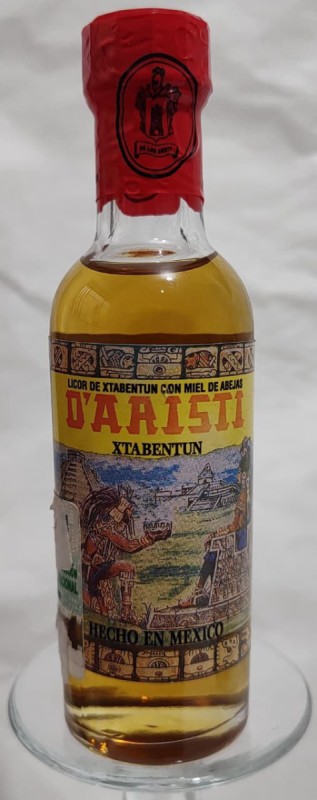 LICOR DE XTABENTUN CON MIEL DE ABEJAS
D'ARISTI
XTABENTUN
HECHO EN MEXICO